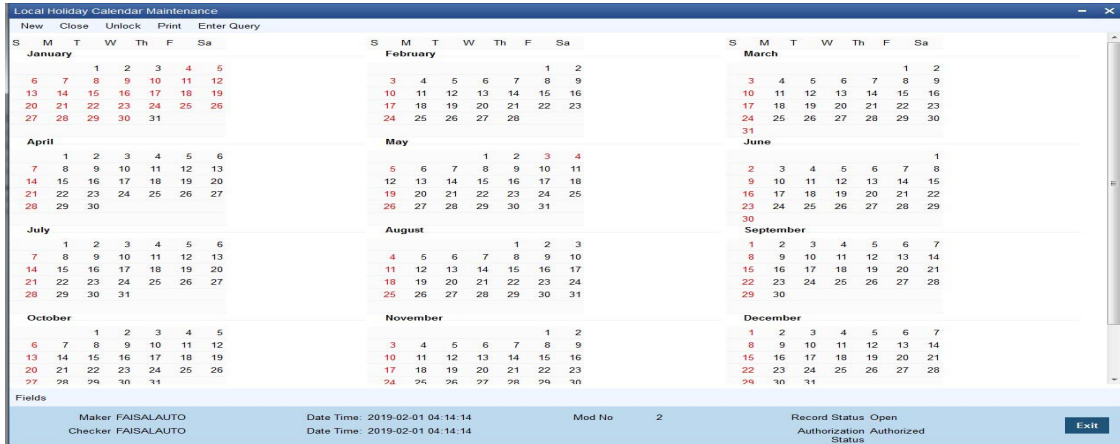 Local Holiday Calendar Maintenance
New Close Unlock Print Enter Query
S M T W Th F Sa S M T W Th F Sa S M T W Th F Sa
January February March
1 2 3 4 5 1 2 1 2
6 7 8 9 10 11 12 3 4 5 6 7 8 9 3 4 5 6 7 8 9
13 14 15 16 17 18 19 10 11 12 13 14 15 16 10 11 12 13 14 15 16
20 21 22 23 24 25 26 17 18 19 20 21 22 23 17 18 19 20 21 22 23
27 28 29 30 31 24 25 26 27 28 24 25 26 27 28 29 30
31
April May June
1 2 3 4 5 6 1 2 3 4 1
7 8 9 10 11 12 13 5 6 7 8 9 10 11 2 3 4 5 6 7 8
14 15 16 17 18 19 20 12 13 14 15 16 17 18 9 10 11 12 13 14 15
21 22 23 24 25 26 27 19 20 21 22 23 24 25 16 17 18 19 20 21 22
28 29 30 26 27 28 29 30 31 23 24 25 26 27 28 29
30
July August September
1 2 3 4 5 6 1 2 3 1 2 3 4 5 6 7
7 8 9 10 11 12 13 4 5 6 7 8 9 10 8 9 10 11 12 13 14
14 15 16 17 18 19 20 11 12 13 14 15 16 17 15 16 17 18 19 20 21
21 22 23 24 25 26 27 18 19 20 21 22 23 24 22 23 24 25 26 27 28
28 29 30 31 25 26 27 28 29 30 31 29 30
October November December
1 2 3 4 5 1 2 1 2 3 4 5 6 7
6 7 8 9 10 11 12 3 4 5 6 7 8 9 8 9 10 11 12 13 14
13 14 15 16 17 18 19 10 11 12 13 14 15 16 15 16 17 18 19 20 21
20 21 22 23 24 25 26 17 18 19 20 21 22 23 22 23 24 25 26 27 28
27 28 29 30 31 24 25 26 27 28 29 30 29 30 31
Fields
Maker FAISALAUTO Date Time: 2019-02-01 04:14:14 Mod No 2 Record Status Open
Checker FAISALAUTO Date Time: 2019-02-01 04:14:14 Authorization Authorized
Status
Exit